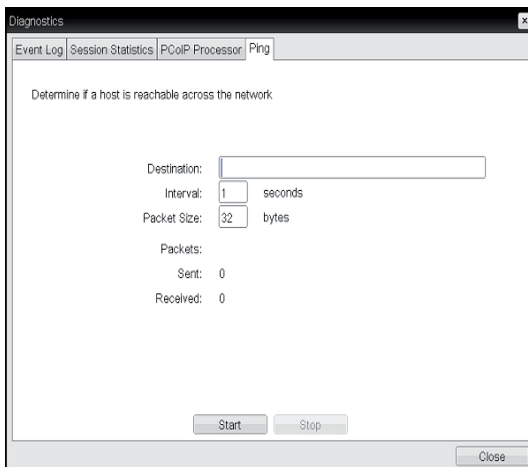 Diagnostics
Event Log Session Statistics PCoIP Processor Ping
Determine if a host is reachable across the network
Destination:
Interval: 1 seconds
Packet Size: 32 bytes
Packets:
Sent: 0
Received: 0
Start Stop
Close